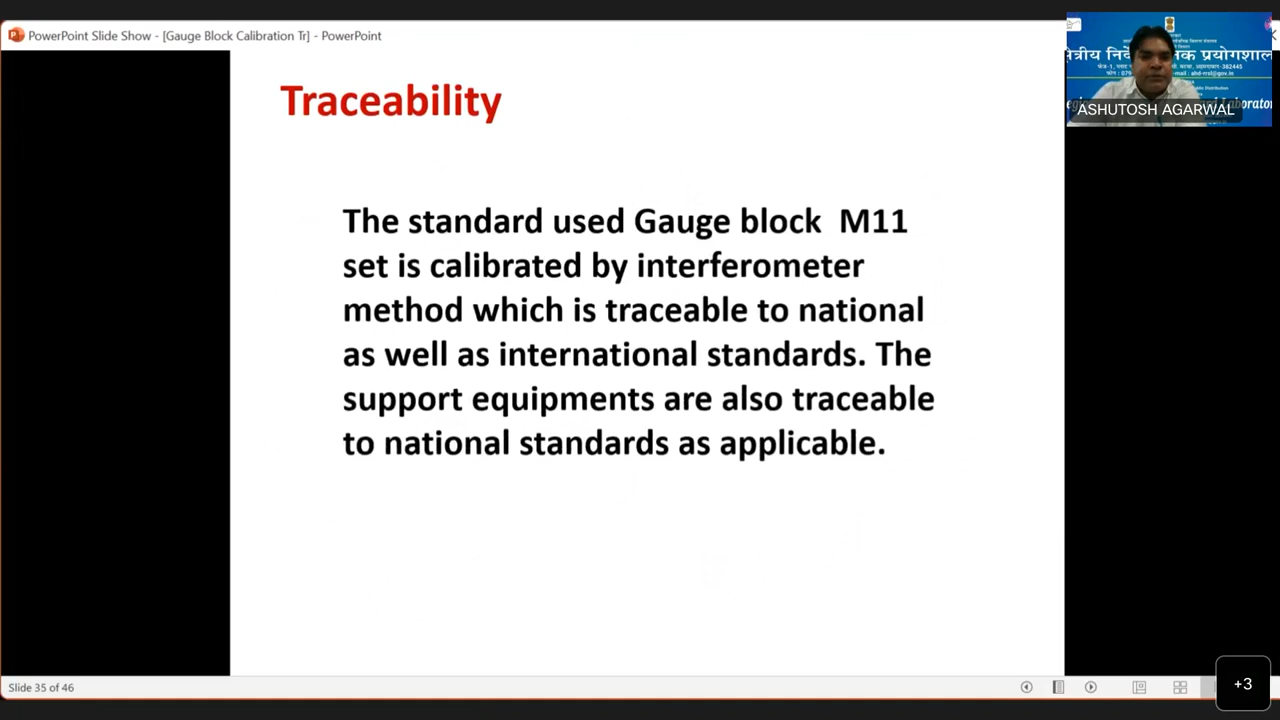 PowerPoint Slide Show - [Gauge Block Calibration Tr] - PowerPoint
Traceability
The standard used Gauge block M11
set is calibrated by interferometer
method which is traceable to national
as well as international standards. The
support equipments are also traceable
to national standards as applicable.
ASHUTOSH AGARWAL
Slide 35 of 46
+3